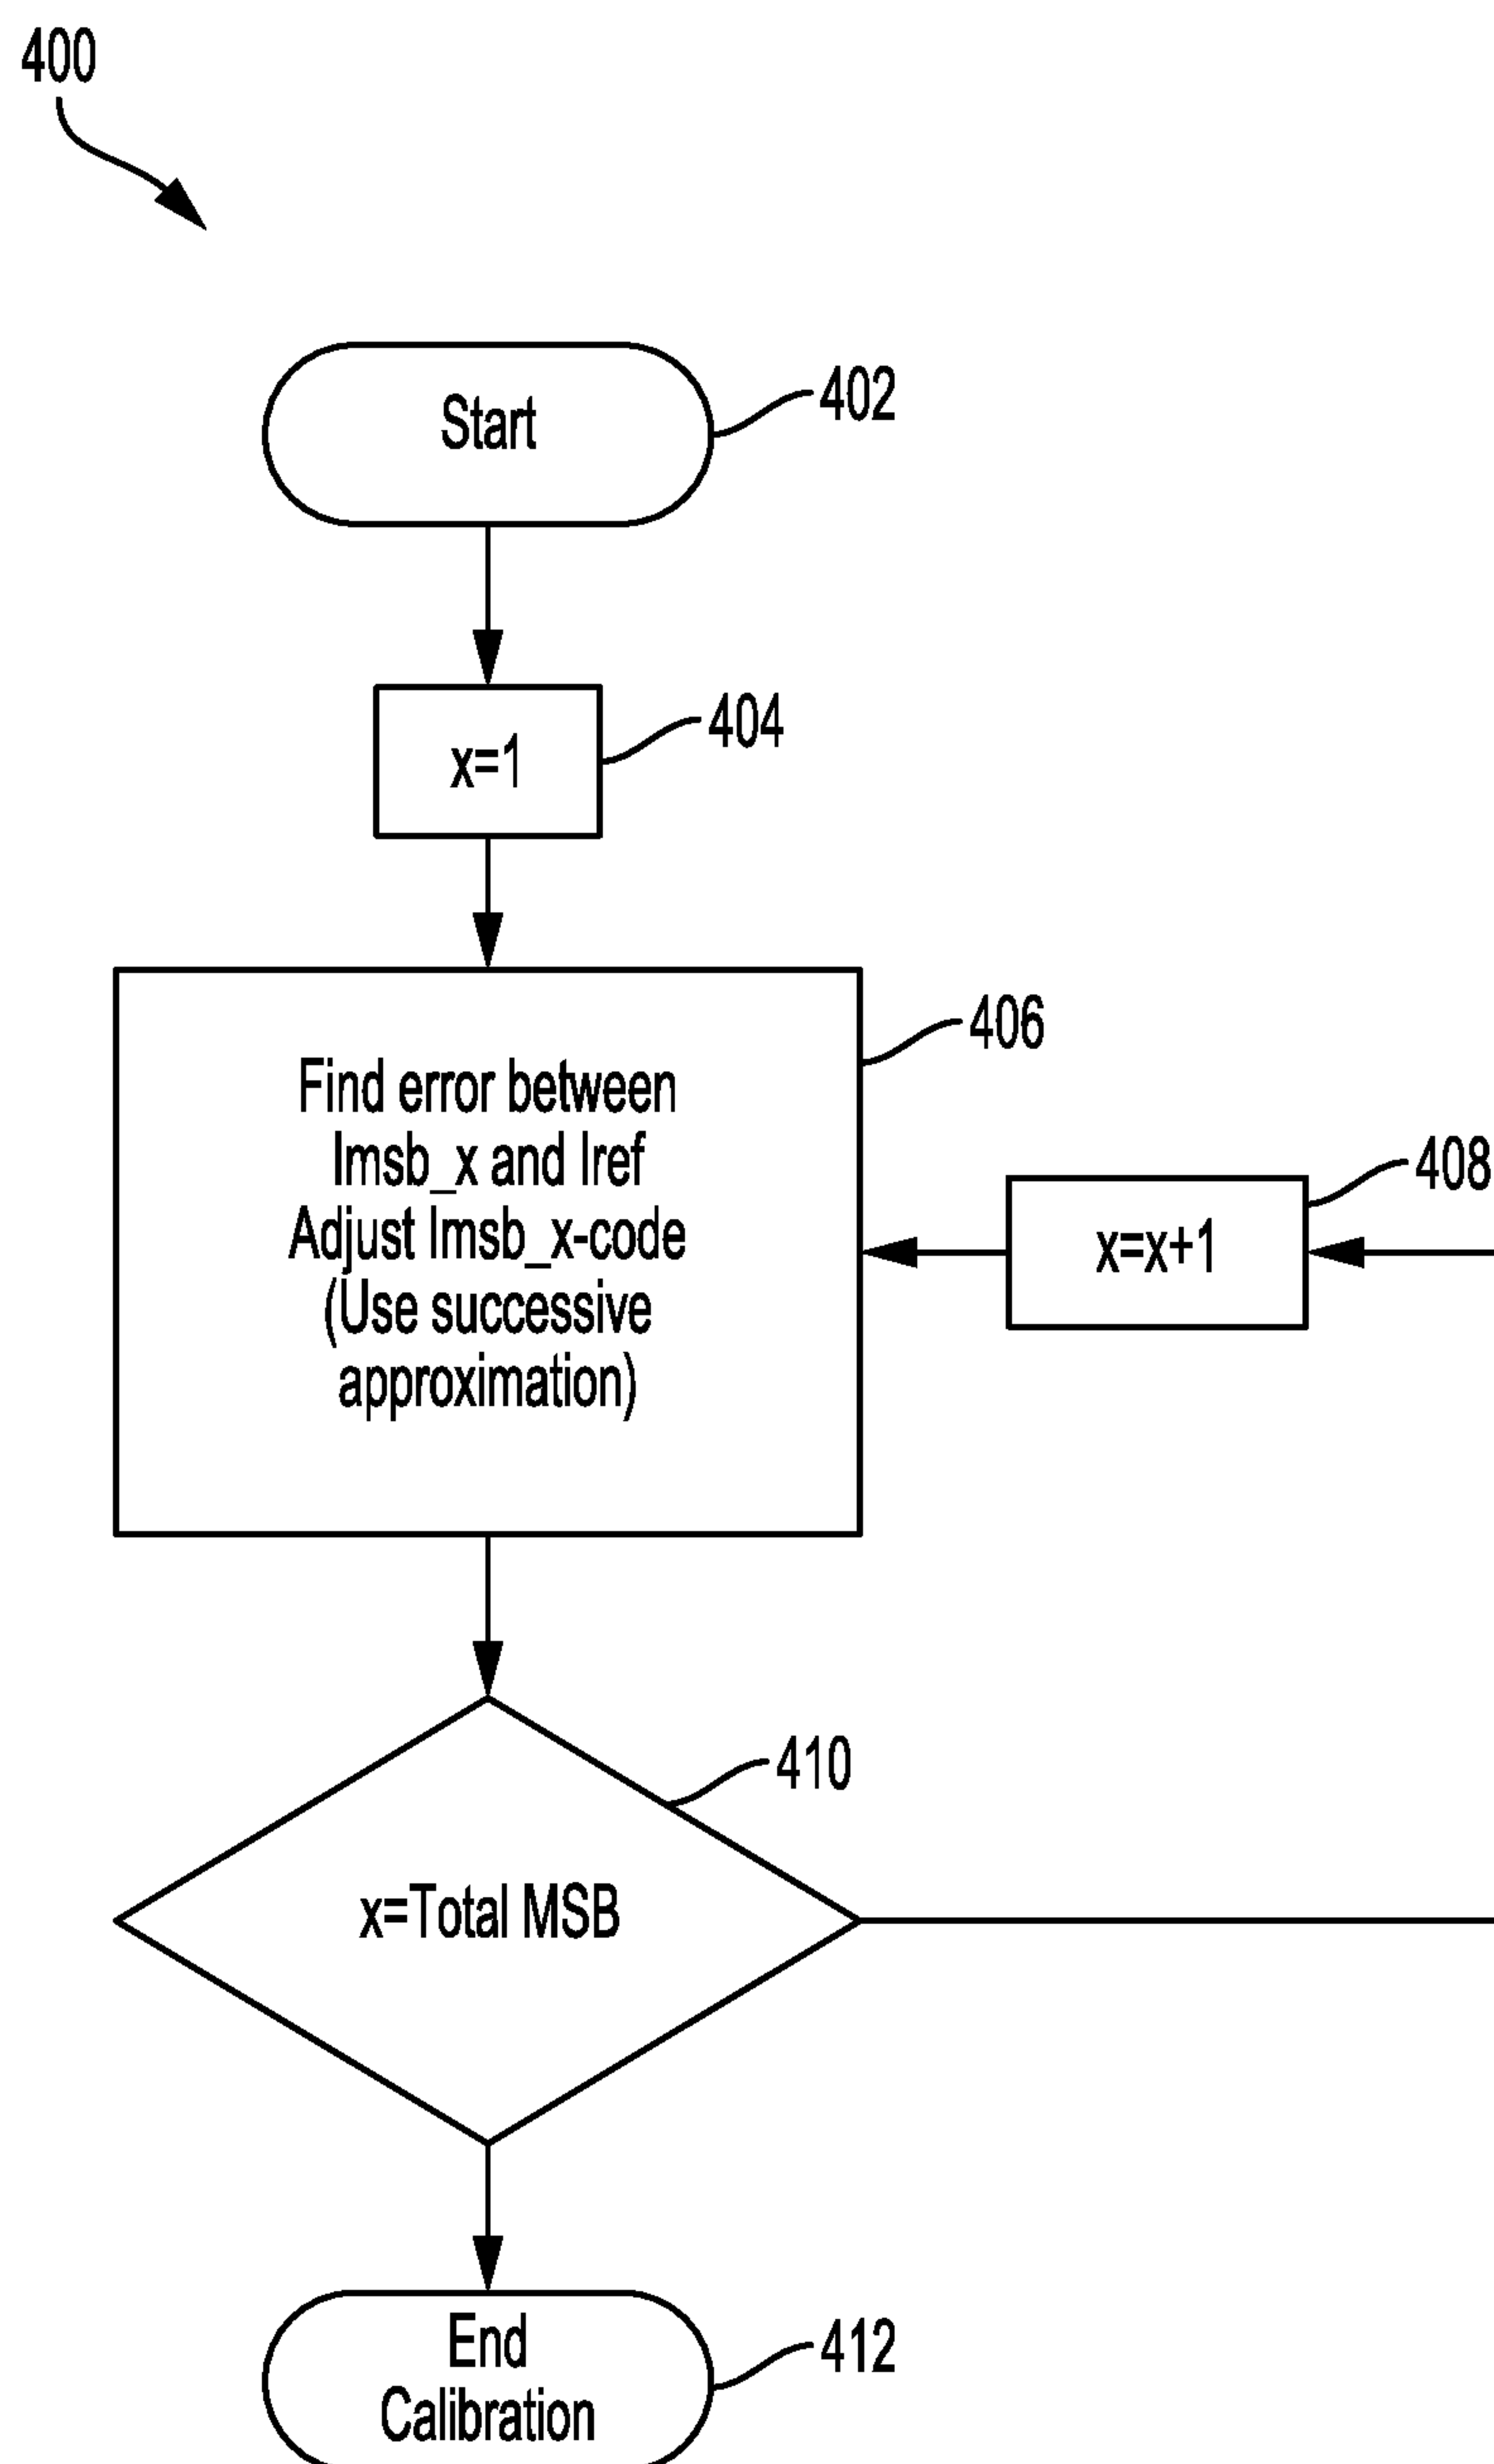 400
Start
402
x=1
404
Find error between
Imsb_x and Iref
Adjust Imsb_x-code
(Use successive
approximation)
406
x=x+1
408
x=Total MSB
410
End
Calibration
412